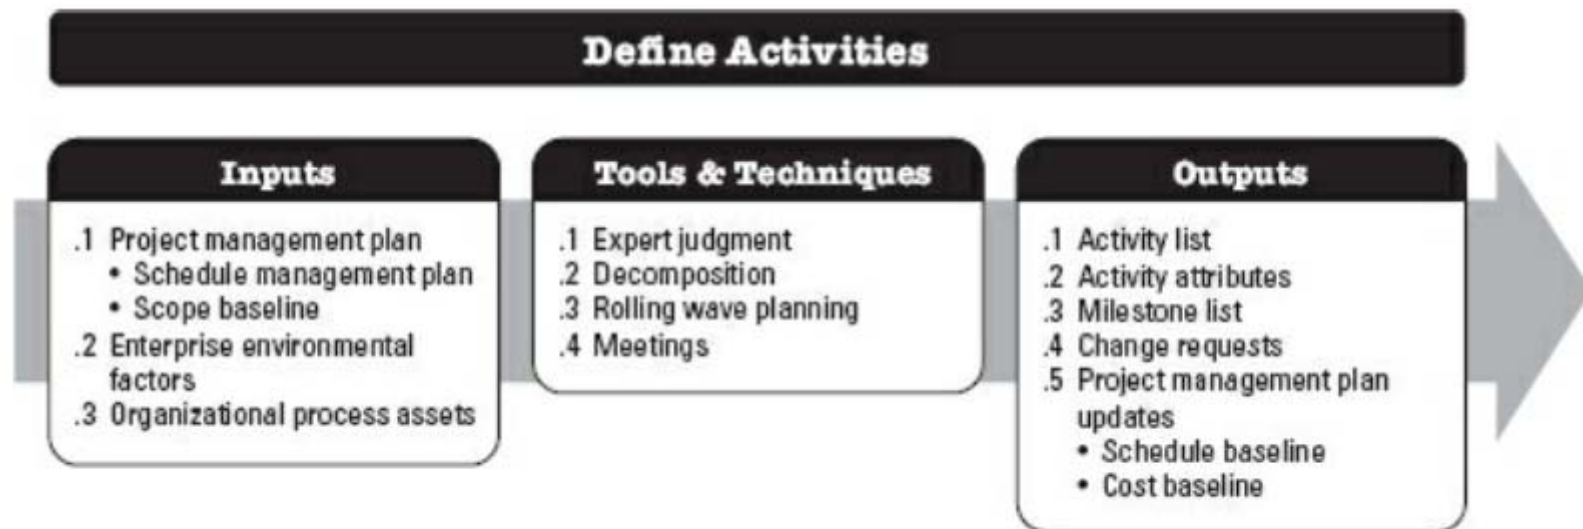 Define Activities
Inputs
.1 Project management plan
• Schedule management plan
• Scope baseline
.2 Enterprise environmental
factors
.3 Organizational process assets
Tools & Techniques
.1 Expert judgment
.2 Decomposition
.3 Rolling wave planning
.4 Meetings
Outputs
.1 Activity list
.2 Activity attributes
.3 Milestone list
.4 Change requests
.5 Project management plan
updates
• Schedule baseline
• Cost baseline